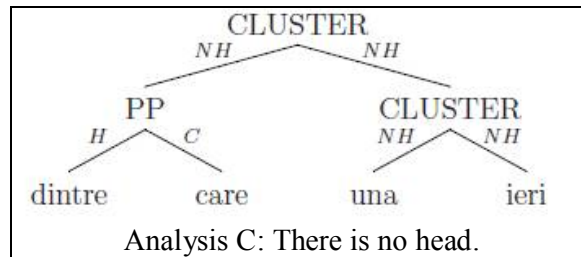 CLUSTER
NH NH
PP CLUSTER
H C NH NH
dintre care una ieri
Analysis C: There is no head.